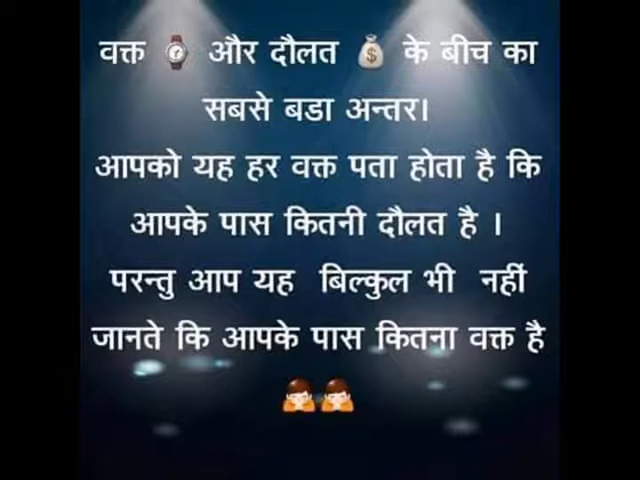 वक्त ⌚ और दौलत 💰 के बीच का
सबसे बडा अन्तर।
आपको यह हर वक्त पता होता है कि
आपके पास कितनी दौलत है ।
परन्तु आप यह बिल्कुल भी नहीं
जानते कि आपके पास कितना वक्त है
🙇🙇